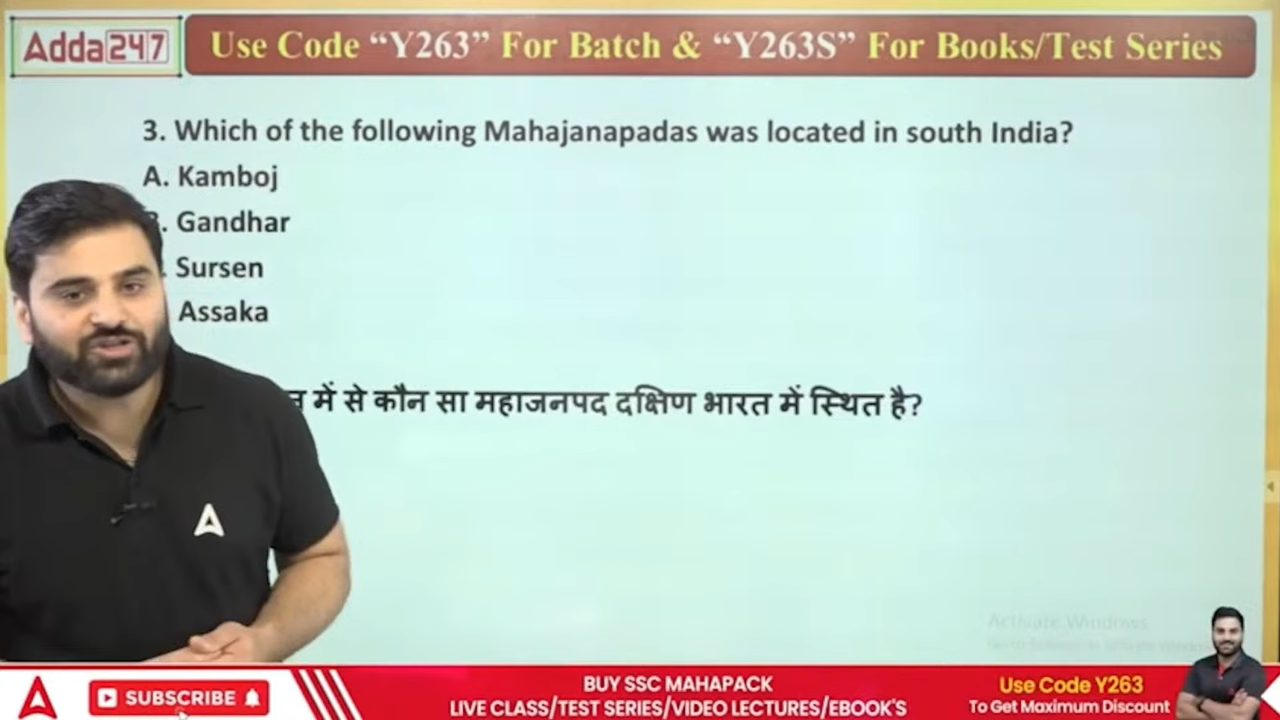 Adda247
Use Code “Y263” For Batch & “Y263S” For Books/Test Series
3. Which of the following Mahajanapadas was located in south India?
A. Kamboj
. Gandhar
. Sursen
Assaka
में से कौन सा महाजनपद दक्षिण भारत में स्थित है?
Activate Windows
SUBSCRIBE
BUY SSC MAHAPACK
LIVE CLASS/TEST SERIES/VIDEO LECTURES/EBOOK'S
Use Code Y263
To Get Maximum Discount